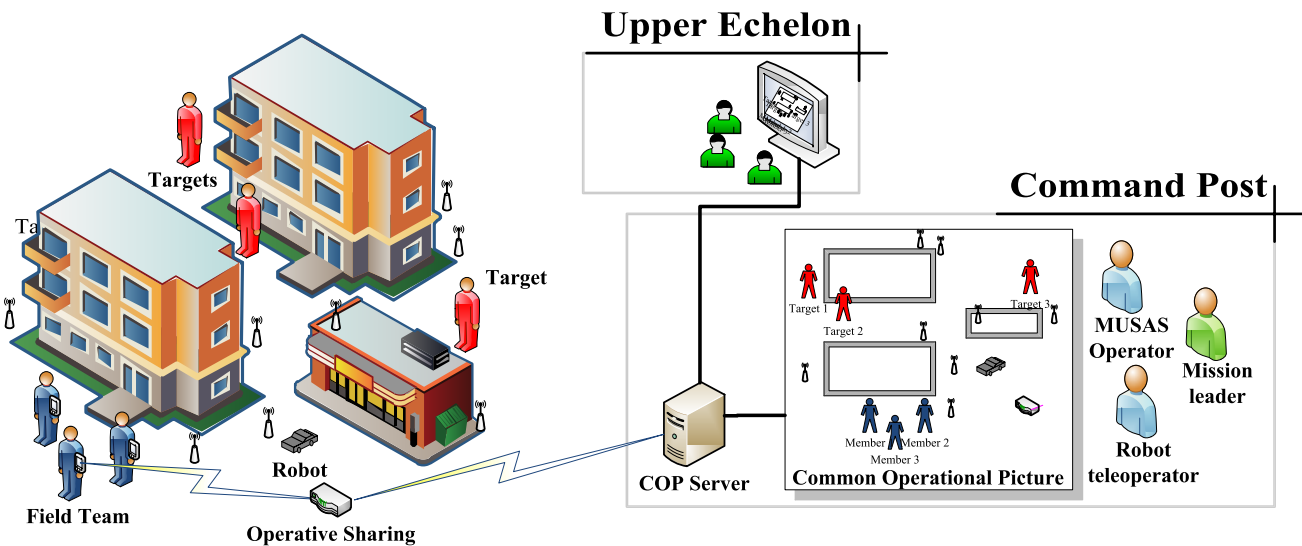 Upper Echelon
Command Post
Targets
Ta
Target
Target 1
Target 2
Target 3
MUSAS
Operator
Mission
leader
Member
Member 2
Member 3
Robot
teleoperator
Common Operational Picture
COP Server
Robot
Field Team
Operative Sharing